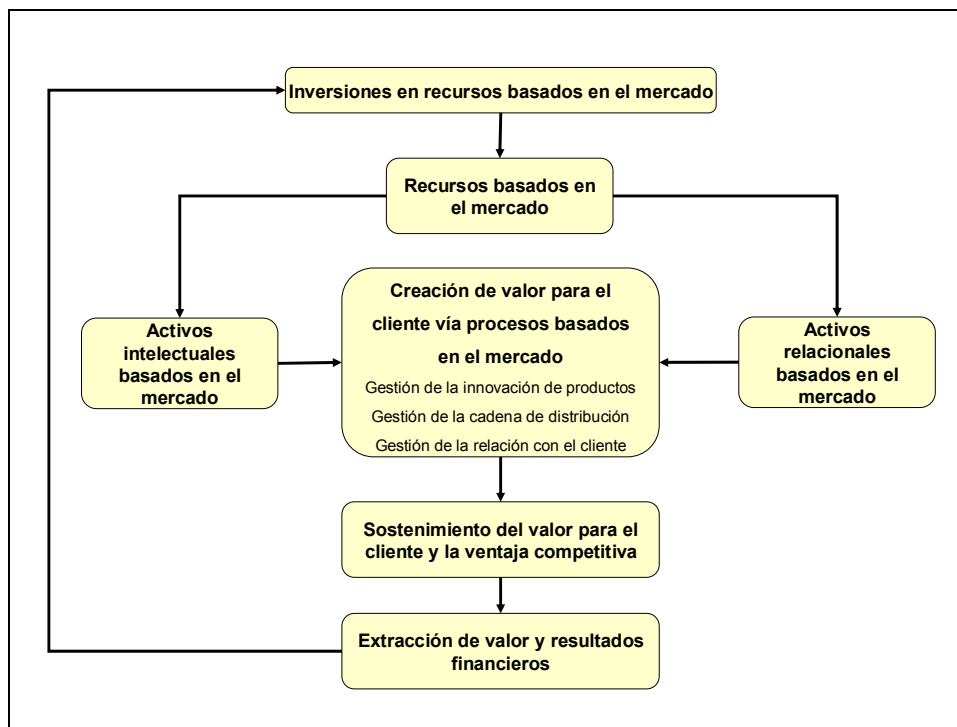 Inversiones en recursos basados en el mercado
Recursos basados en
el mercado
Creación de valor para el
cliente vía procesos basados
en el mercado
Gestión de la innovación de productos
Gestión de la cadena de distribución
Gestión de la relación con el cliente
Activos
intelectuales
basados en el
mercado
Activos
relacionales
basados en el
mercado
Sostenimiento del valor para el
cliente y la ventaja competitiva
Extracción de valor y resultados
financieros